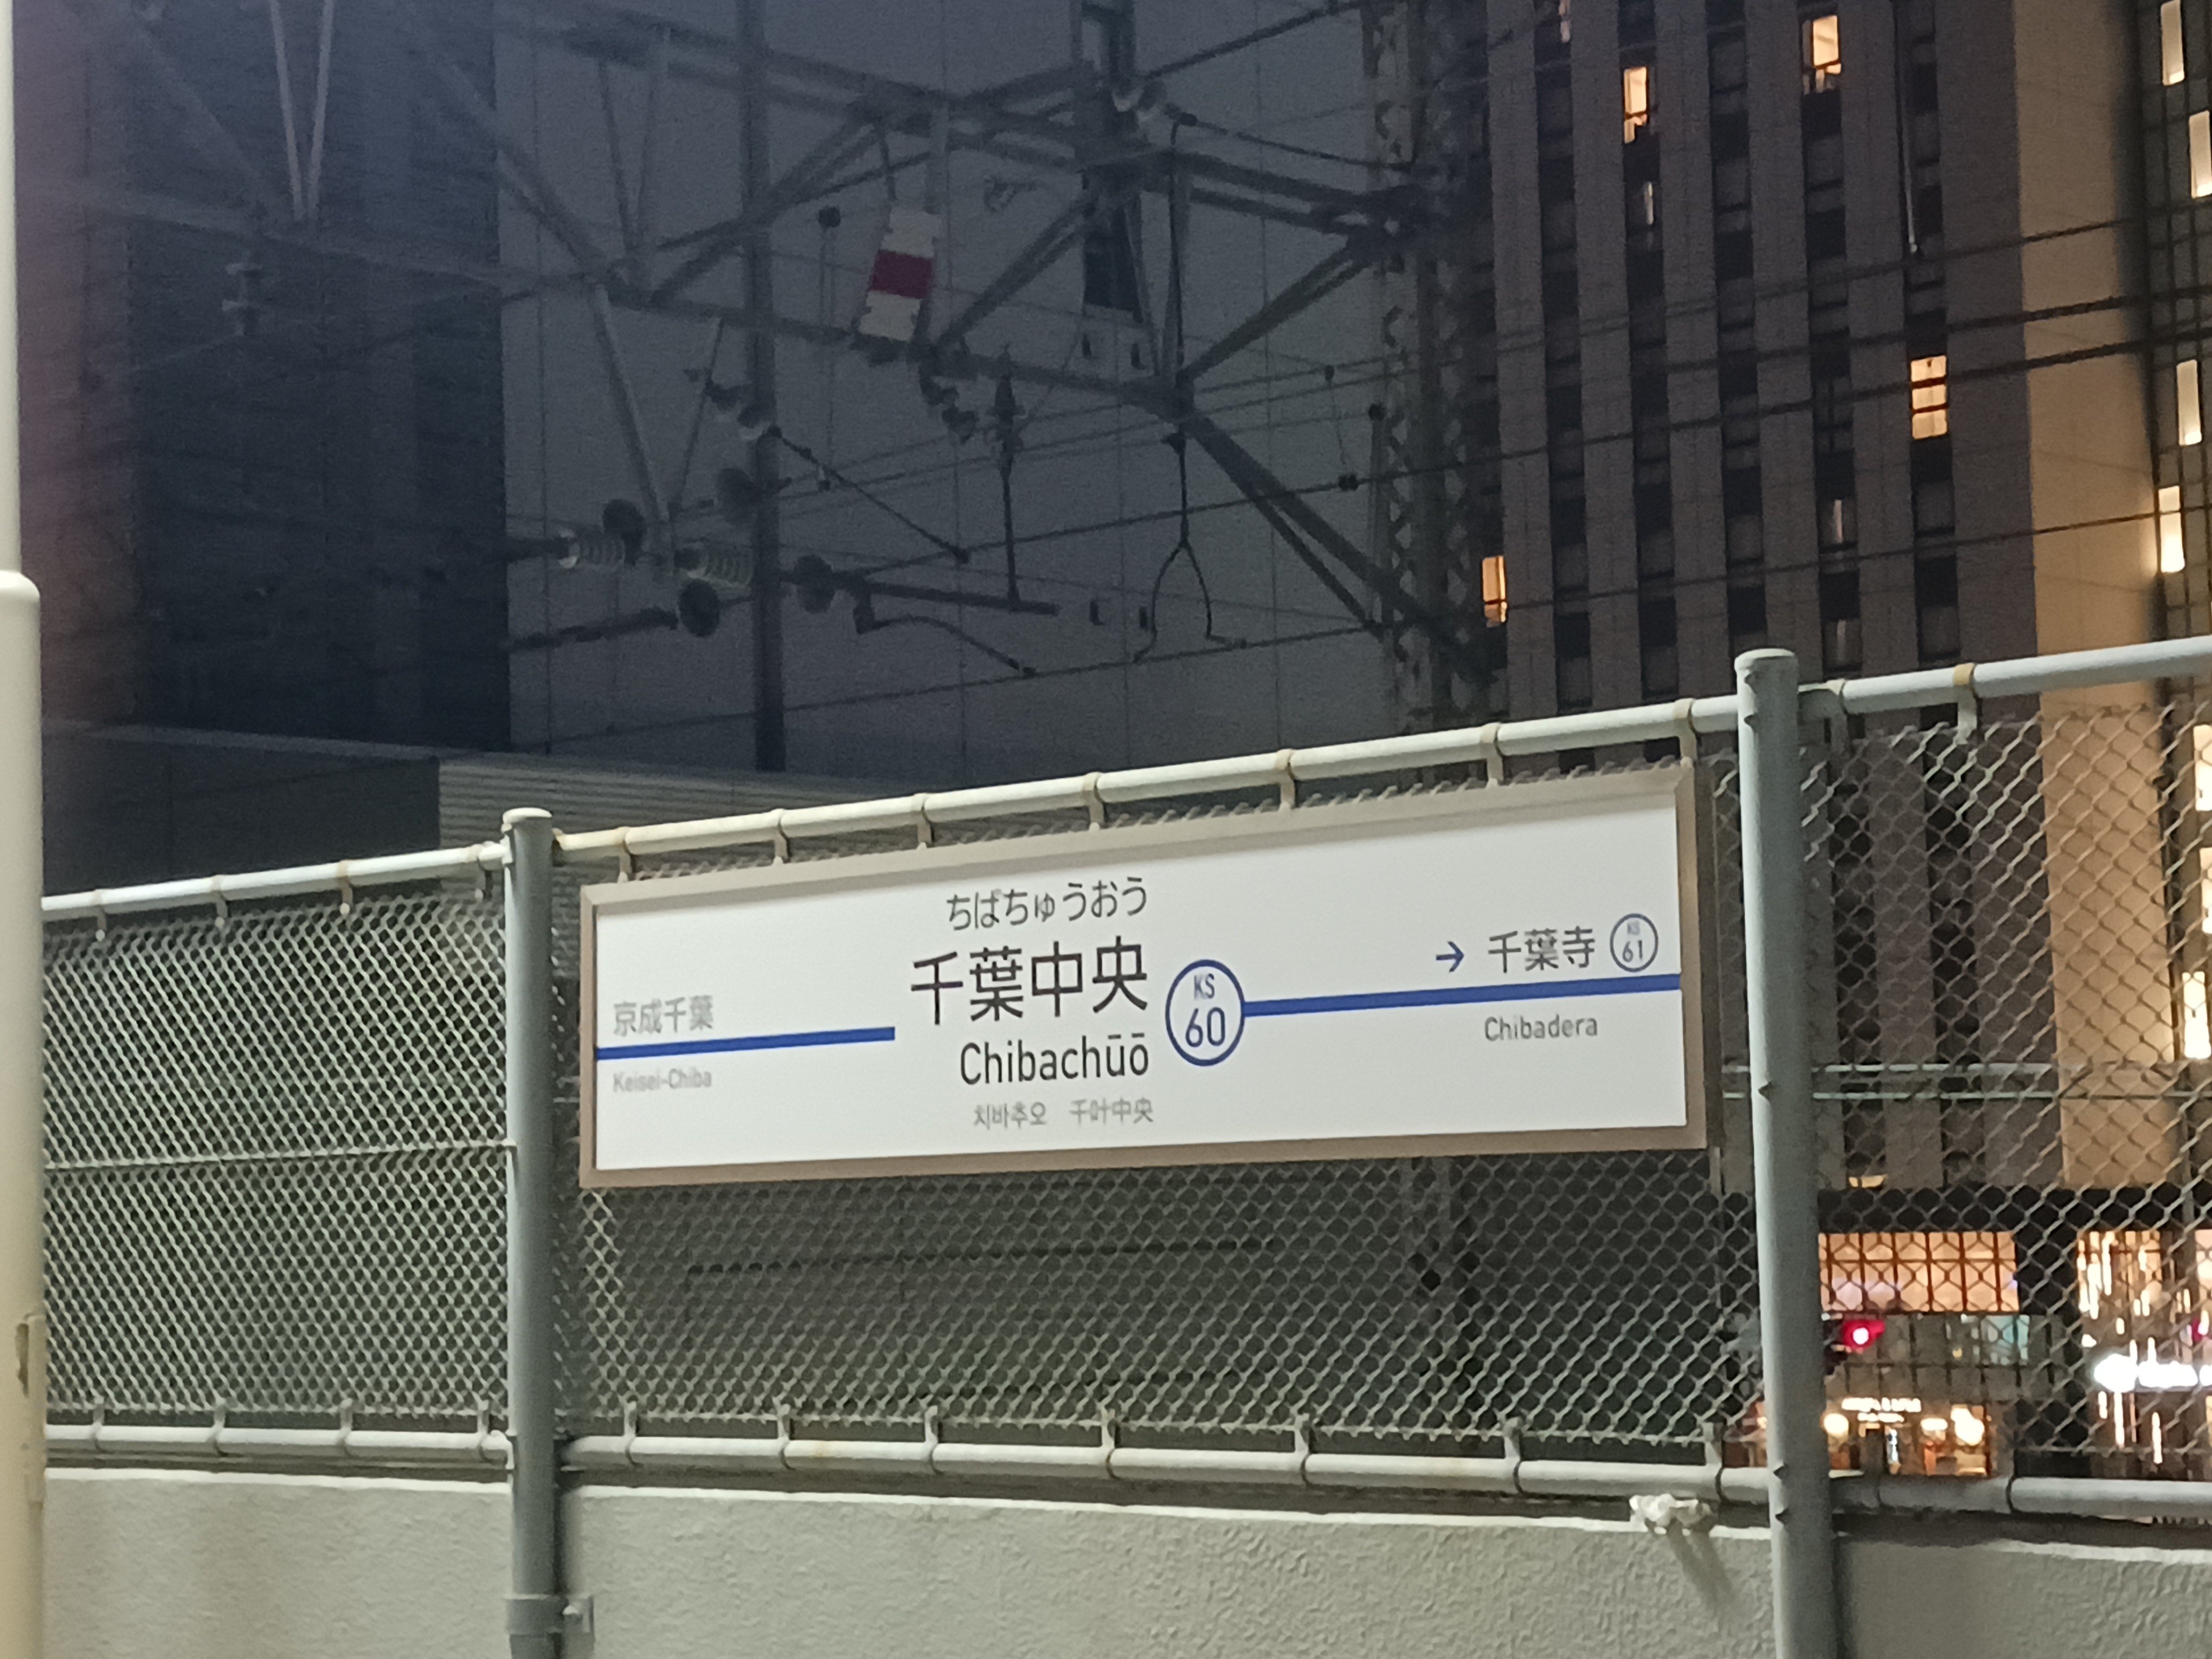 京成千葉
Keisei-Chiba
ちばちゅうおう
千葉中央
Chibachūō
치바추오 千叶中央
KS
60
→ 千葉寺
KS
61
Chibadera